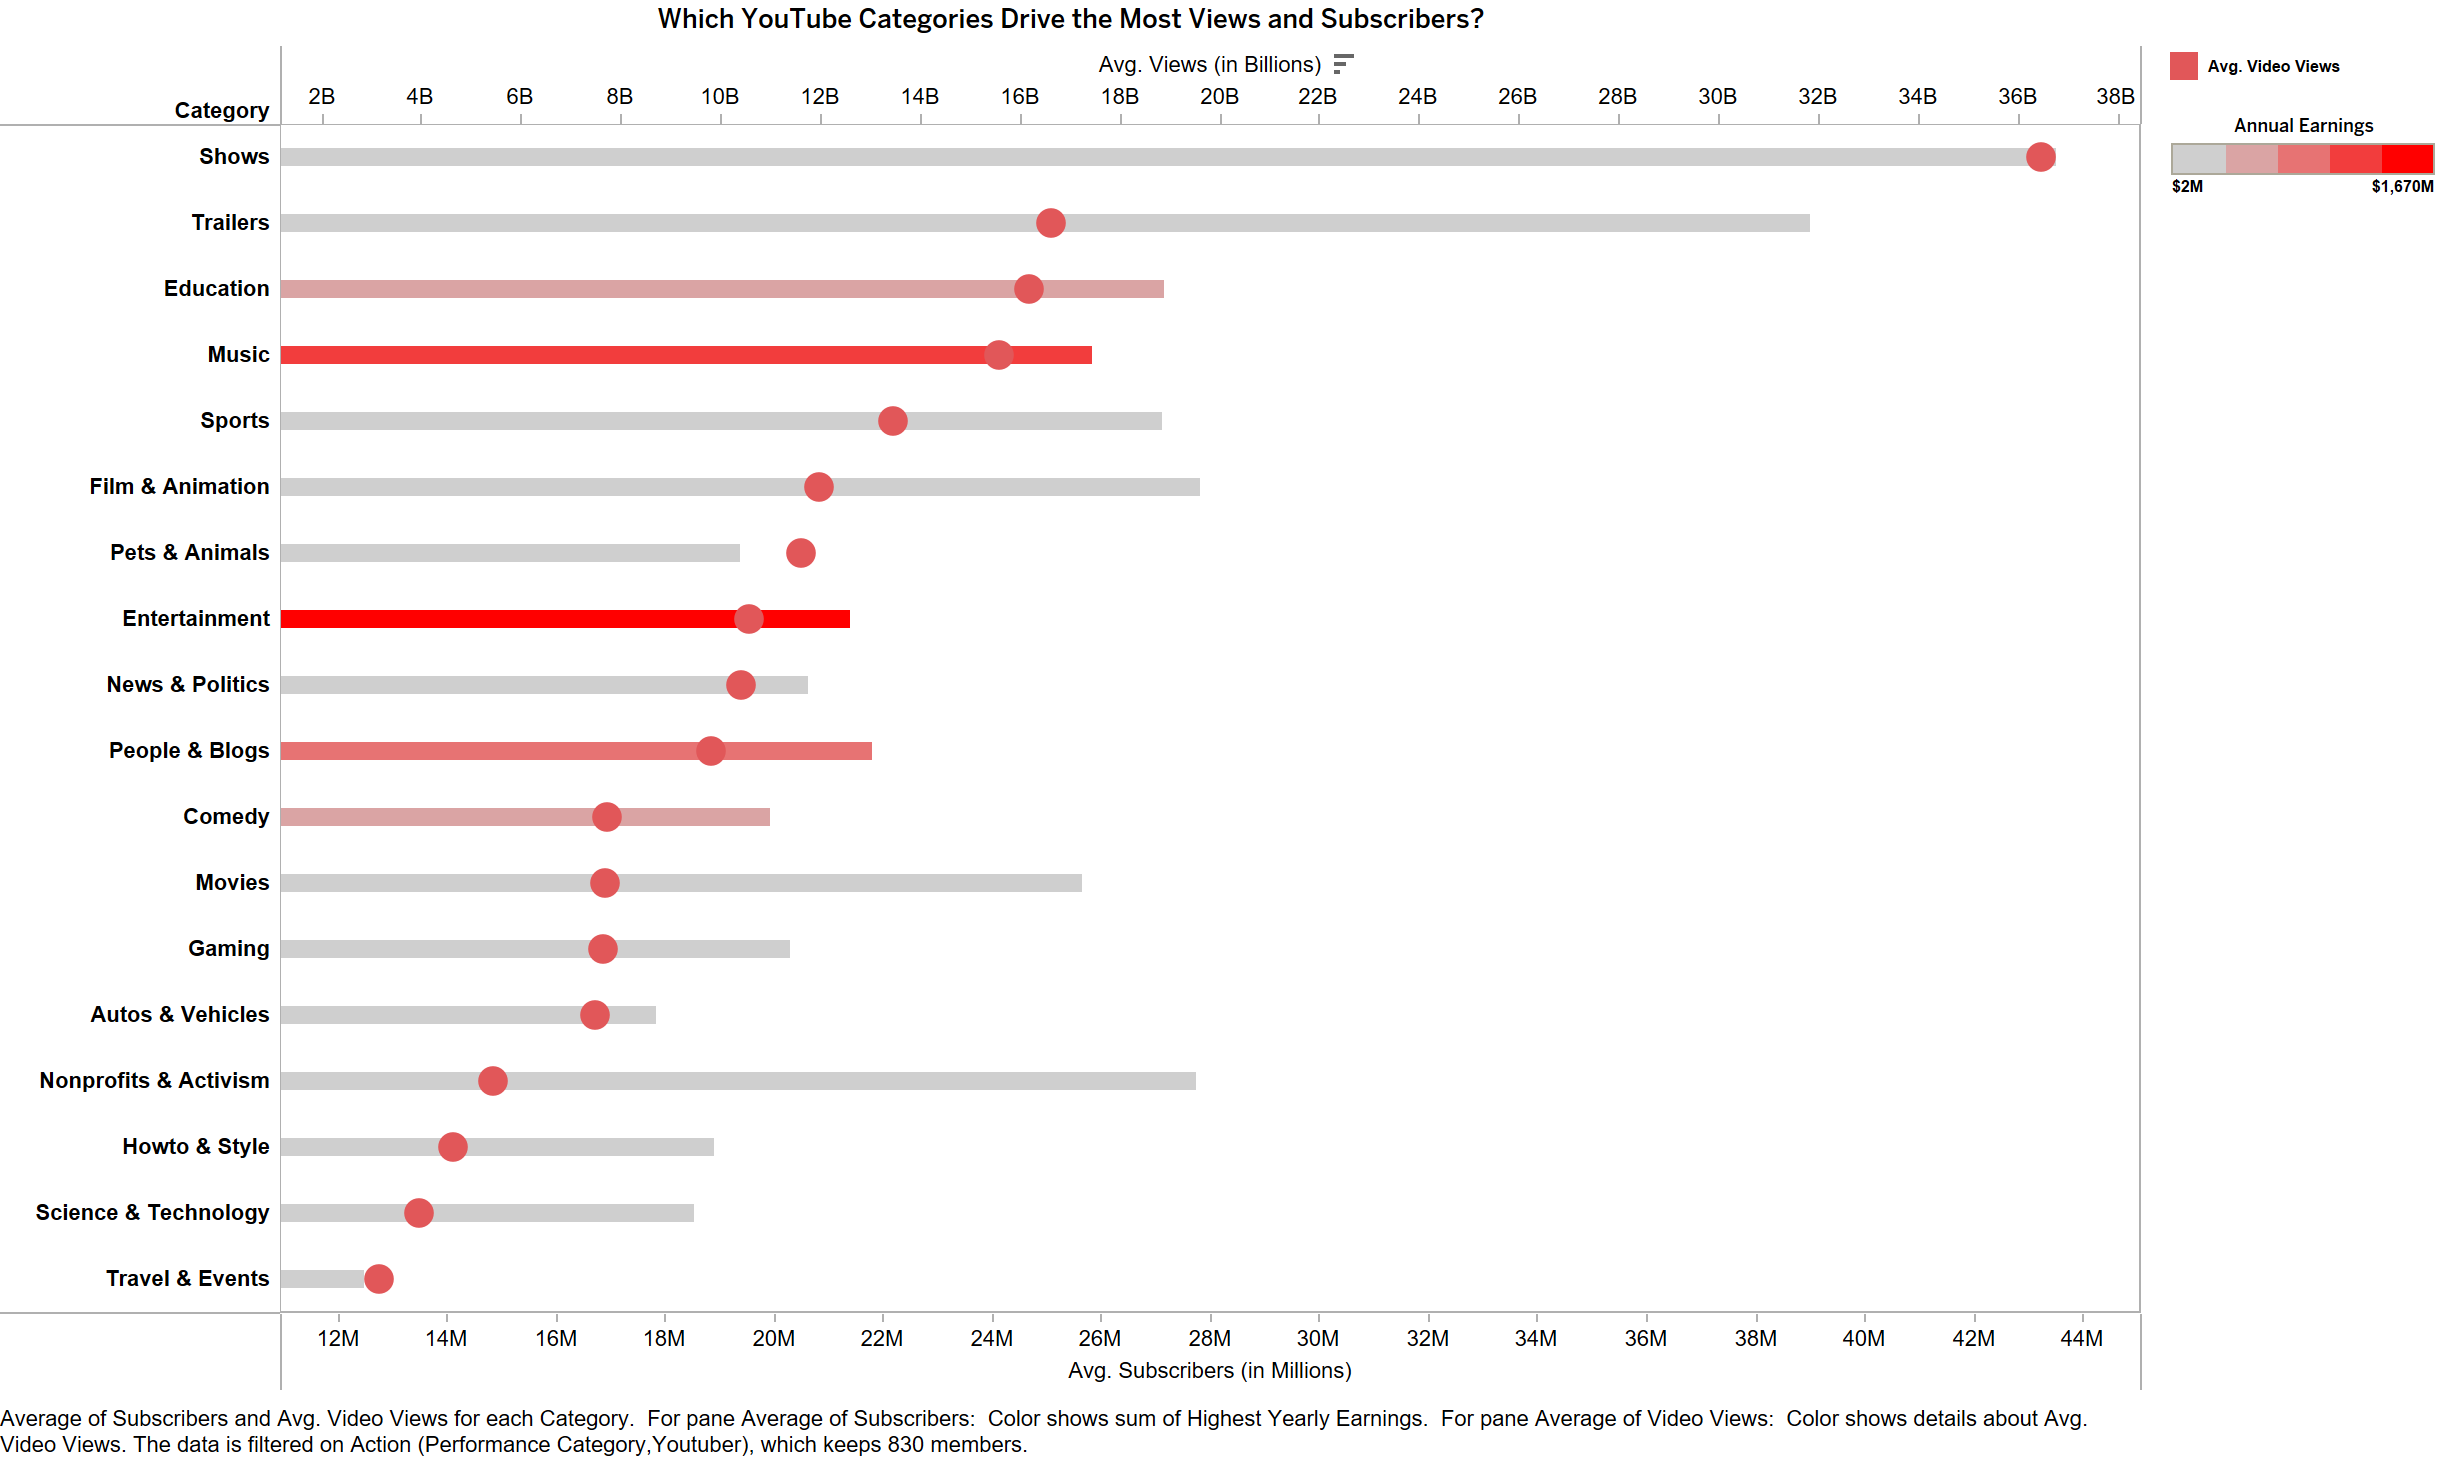 Which YouTube Categories Drive the Most Views and Subscribers?
Avg. Views (in Billions)
2B 4B 6B 8B 10B 12B 14B 16B 18B 20B 22B 24B 26B 28B 30B 32B 34B 36B 38B
Category
Shows
Trailers
Education
Music
Sports
Film & Animation
Pets & Animals
Entertainment
News & Politics
People & Blogs
Comedy
Movies
Gaming
Autos & Vehicles
Nonprofits & Activism
Howto & Style
Science & Technology
Travel & Events
12M 14M 16M 18M 20M 22M 24M 26M 28M 30M 32M 34M 36M 38M 40M 42M 44M
Avg. Subscribers (in Millions)
Avg. Video Views
Annual Earnings
$2M $1,670M
Average of Subscribers and Avg. Video Views for each Category.  For pane Average of Subscribers:  Color shows sum of Highest Yearly Earnings.  For pane Average of Video Views:  Color shows details about Avg.
Video Views. The data is filtered on Action (Performance Category,Youtuber), which keeps 830 members.